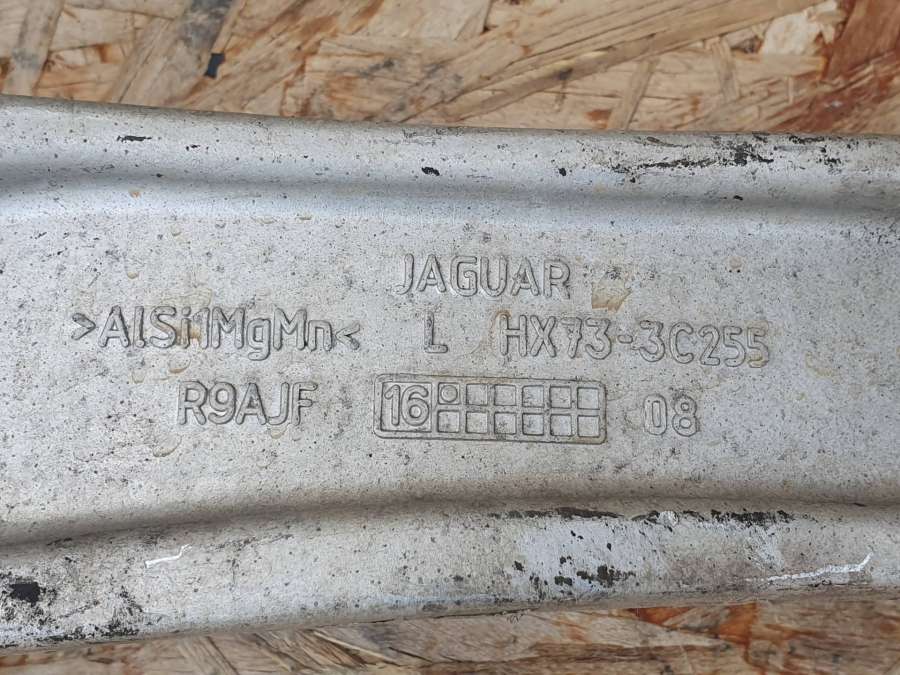 JAGUAR
>AlSi1MgMn< L HX73-3C255
R9AJF 16 08